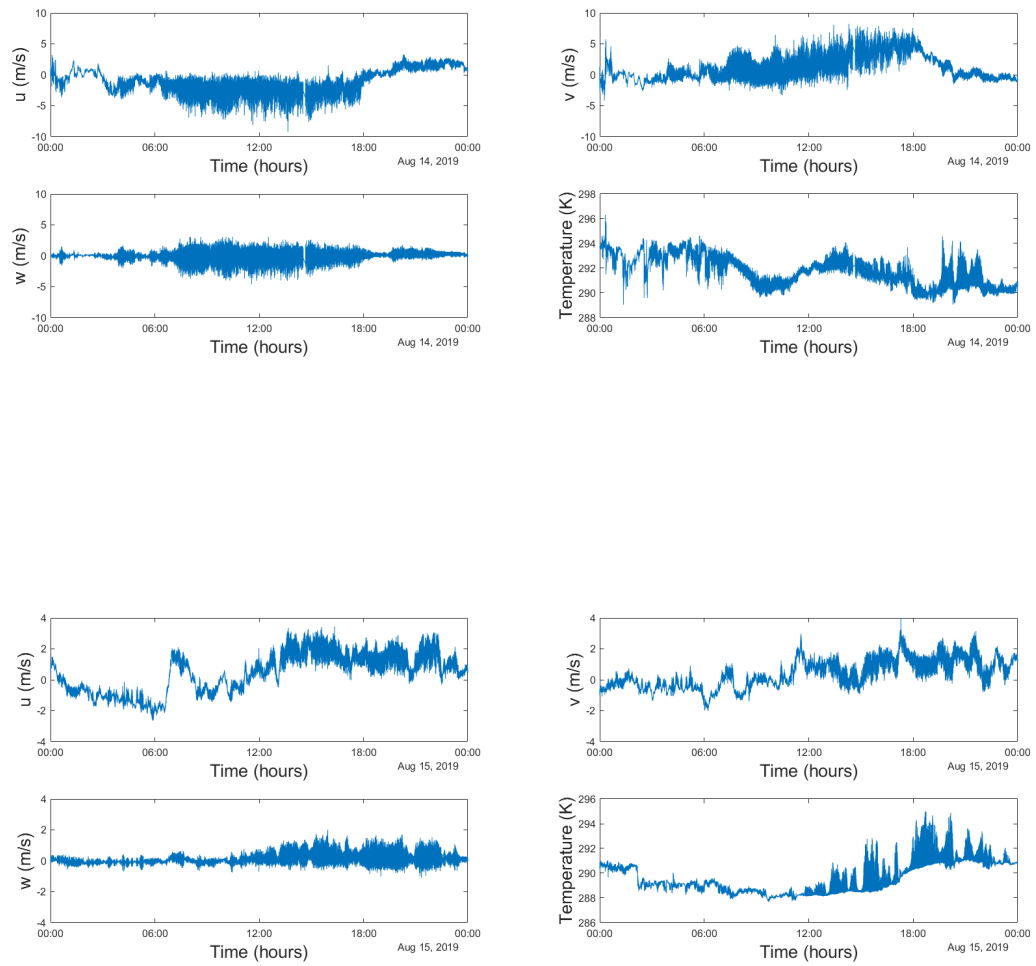 10
5
0
-5
-10
u (m/s)
00:00 06:00 12:00 18:00 00:00
Time (hours)
Aug 14, 2019
10
5
0
-5
-10
v (m/s)
00:00 06:00 12:00 18:00 00:00
Time (hours)
Aug 14, 2019
10
5
0
-5
-10
w (m/s)
00:00 06:00 12:00 18:00 00:00
Time (hours)
Aug 14, 2019
298
296
294
292
290
288
Temperature (K)
00:00 06:00 12:00 18:00 00:00
Time (hours)
Aug 14, 2019
4
2
0
-2
-4
u (m/s)
00:00 06:00 12:00 18:00 00:00
Time (hours)
Aug 15, 2019
4
2
0
-2
-4
v (m/s)
00:00 06:00 12:00 18:00 00:00
Time (hours)
Aug 15, 2019
4
2
0
-2
-4
w (m/s)
00:00 06:00 12:00 18:00 00:00
Time (hours)
Aug 15, 2019
296
294
292
290
288
286
Temperature (K)
00:00 06:00 12:00 18:00 00:00
Time (hours)
Aug 15, 2019